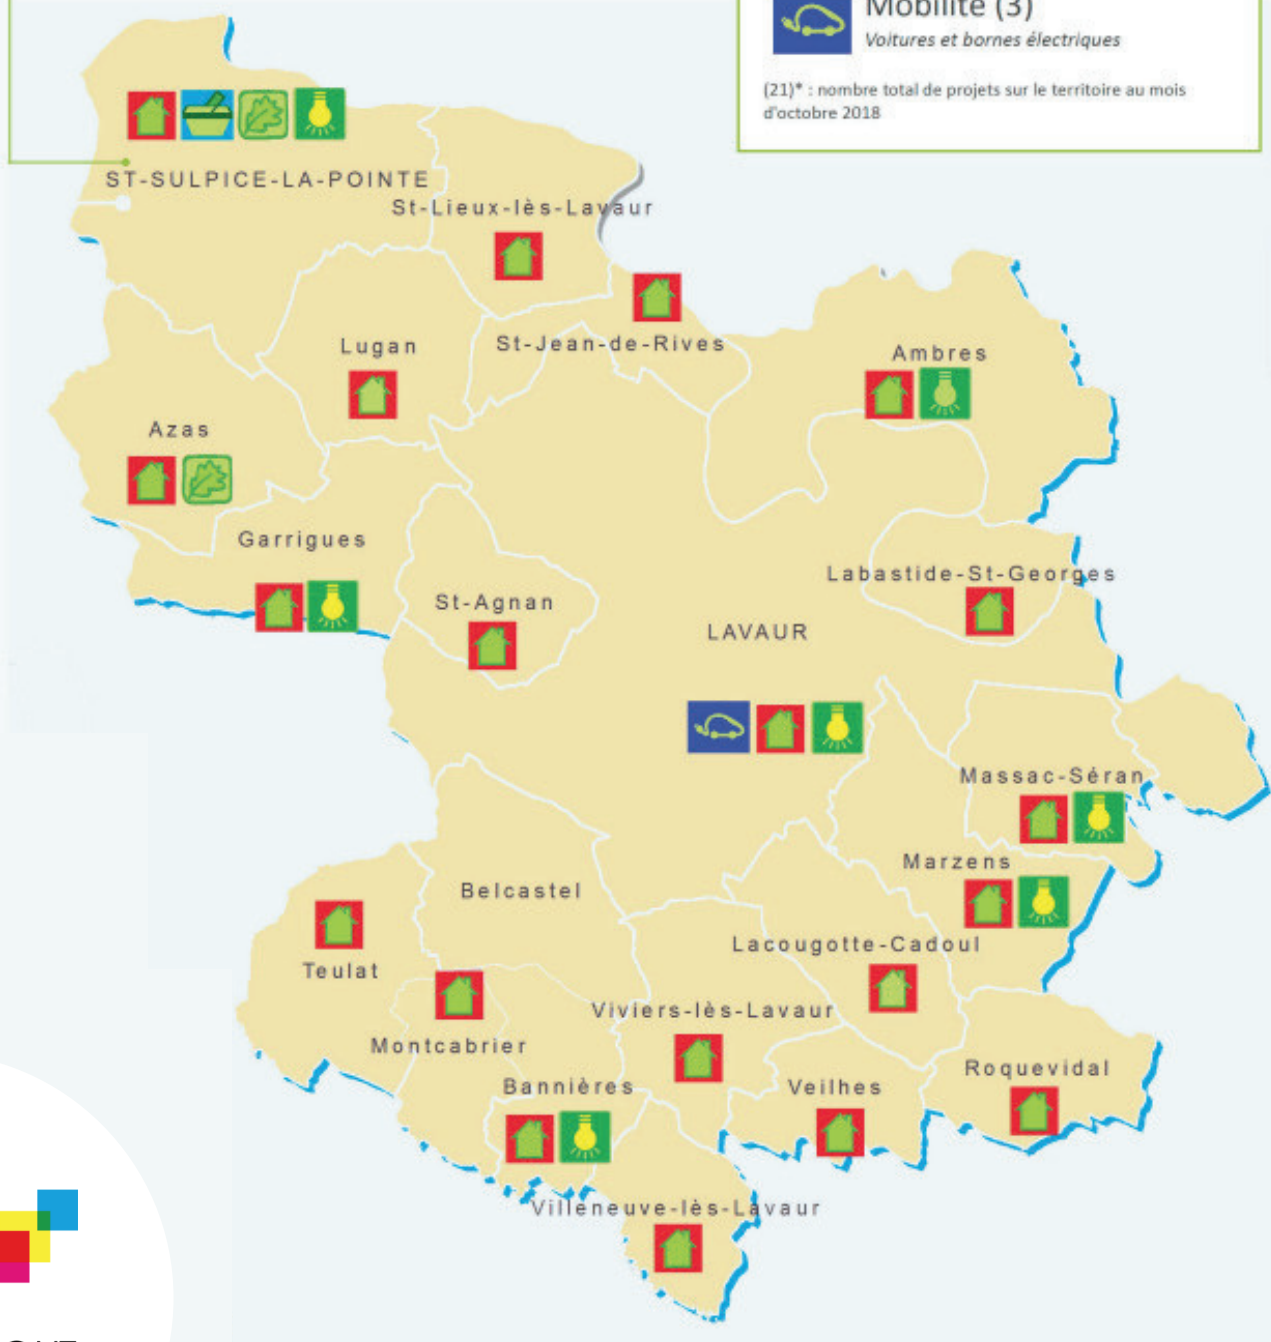 Mobilité (3)
Voitures et bornes électriques
(21)* : nombre total de projets sur le territoire au mois
d'octobre 2018
ST-SULPICE-LA-POINTE
St-Lieux-lès-Lavaur
St-Jean-de-Rives
Lugan
Ambres
Azas
Garrigues
Labastide-St-Georges
St-Agnan
LAVAUR
Massac-Séran
Marzens
Belcastel
Lacougotte-Cadoul
Teulat
Viviers-lès-Lavaur
Montcabrier
Roquevidal
Bannières
Veilhes
Villeneuve-lès-Lavaur